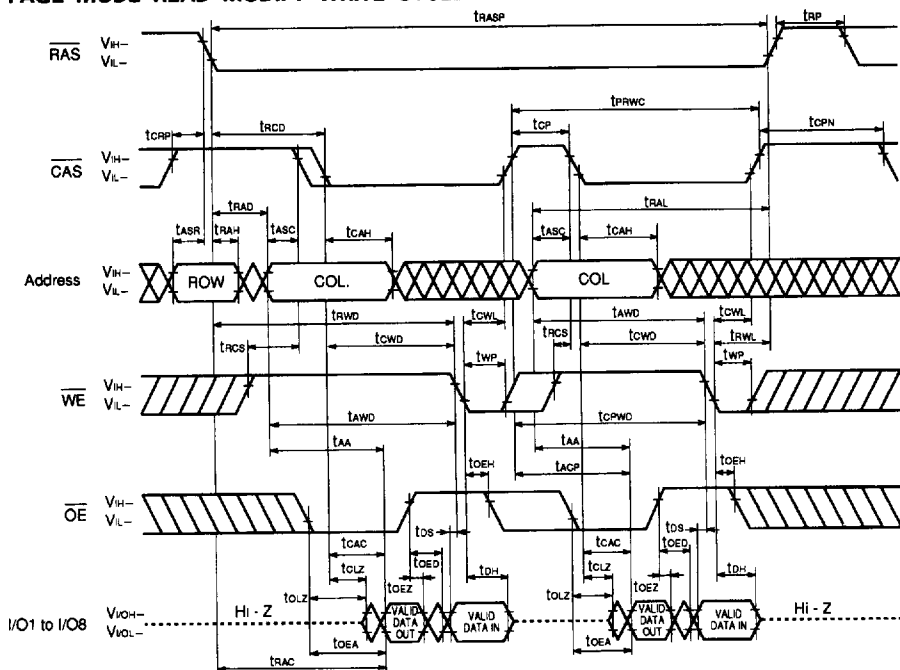 PAGE MODE READ-MODIFY-WRITE CYCLE
tRASP tRP
RAS VIH–
VIL–
tPRWC
tCRP tRCD tCP tCPN
CAS VIH–
VIL–
tRAD tRAL
tASR tRAH tASC tCAH tASC tCAH
Address VIH–
VIL–
ROW COL. COL
tRWD tCWL tAWD tCWL
tRCS tCWD tRCS tCWD tRWL
tWP tWP
WE VIH–
VIL–
tAWD tCPWD
tAA tAA
tOEH tACP tOEH
OE VIH–
VIL–
tCAC tDS tOED tCAC tDS tOED
tCLZ tOEZ tDH tCLZ tOEZ tDH
tOLZ tOLZ
I/O1 to I/O8 VI/OH–
VI/OL–
Hi - Z VALID DATA OUT VALID DATA IN VALID DATA OUT VALID DATA IN Hi - Z
tOEA tOEA
tRAC